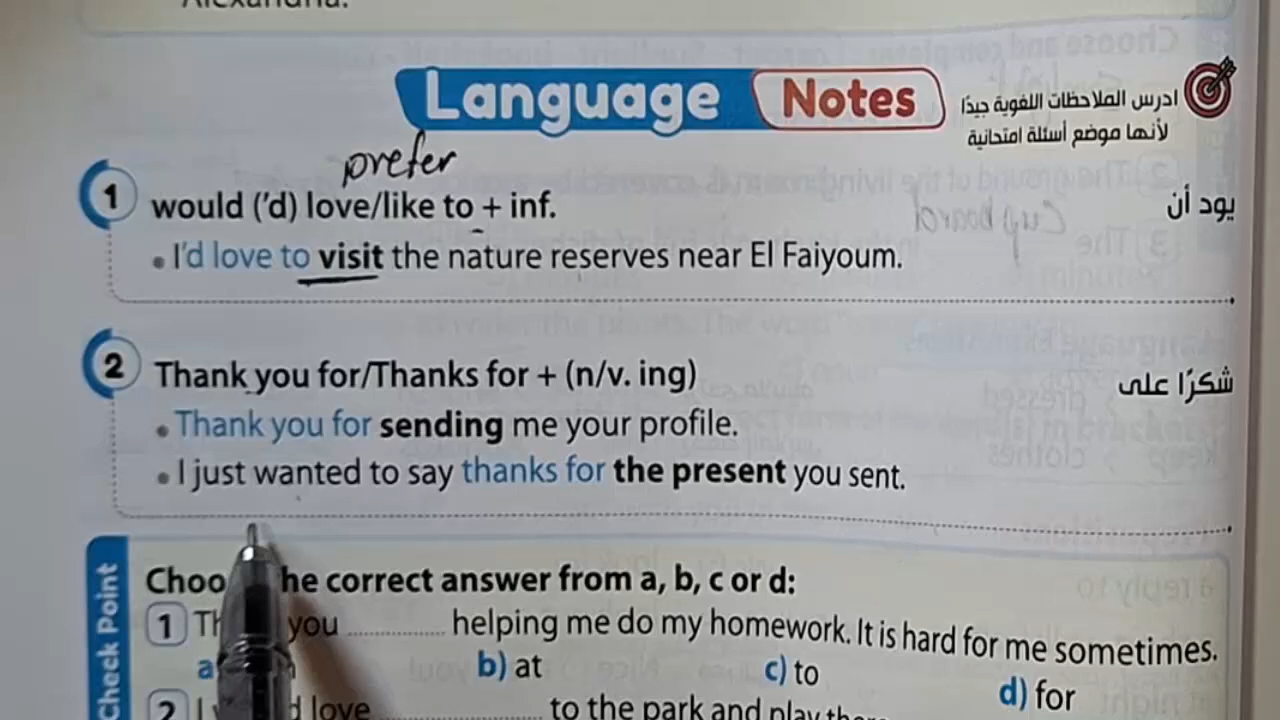 Language Notes
ادرس الملاحظات اللغوية جيدًا
لأنها موضع أسئلة امتحانية
prefer
1 would ('d) love/like to + inf. يود أن
• I'd love to visit the nature reserves near El Faiyoum.
2 Thank you for/Thanks for + (n/v. ing) شكرًا على
• Thank you for sending me your profile.
• I just wanted to say thanks for the present you sent.
Check Point
the correct answer from a, b, c or d:
1 you ........ helping me do my homework. It is hard for me sometimes.
b) at c) to d) for
2 I love ........ to the park and play